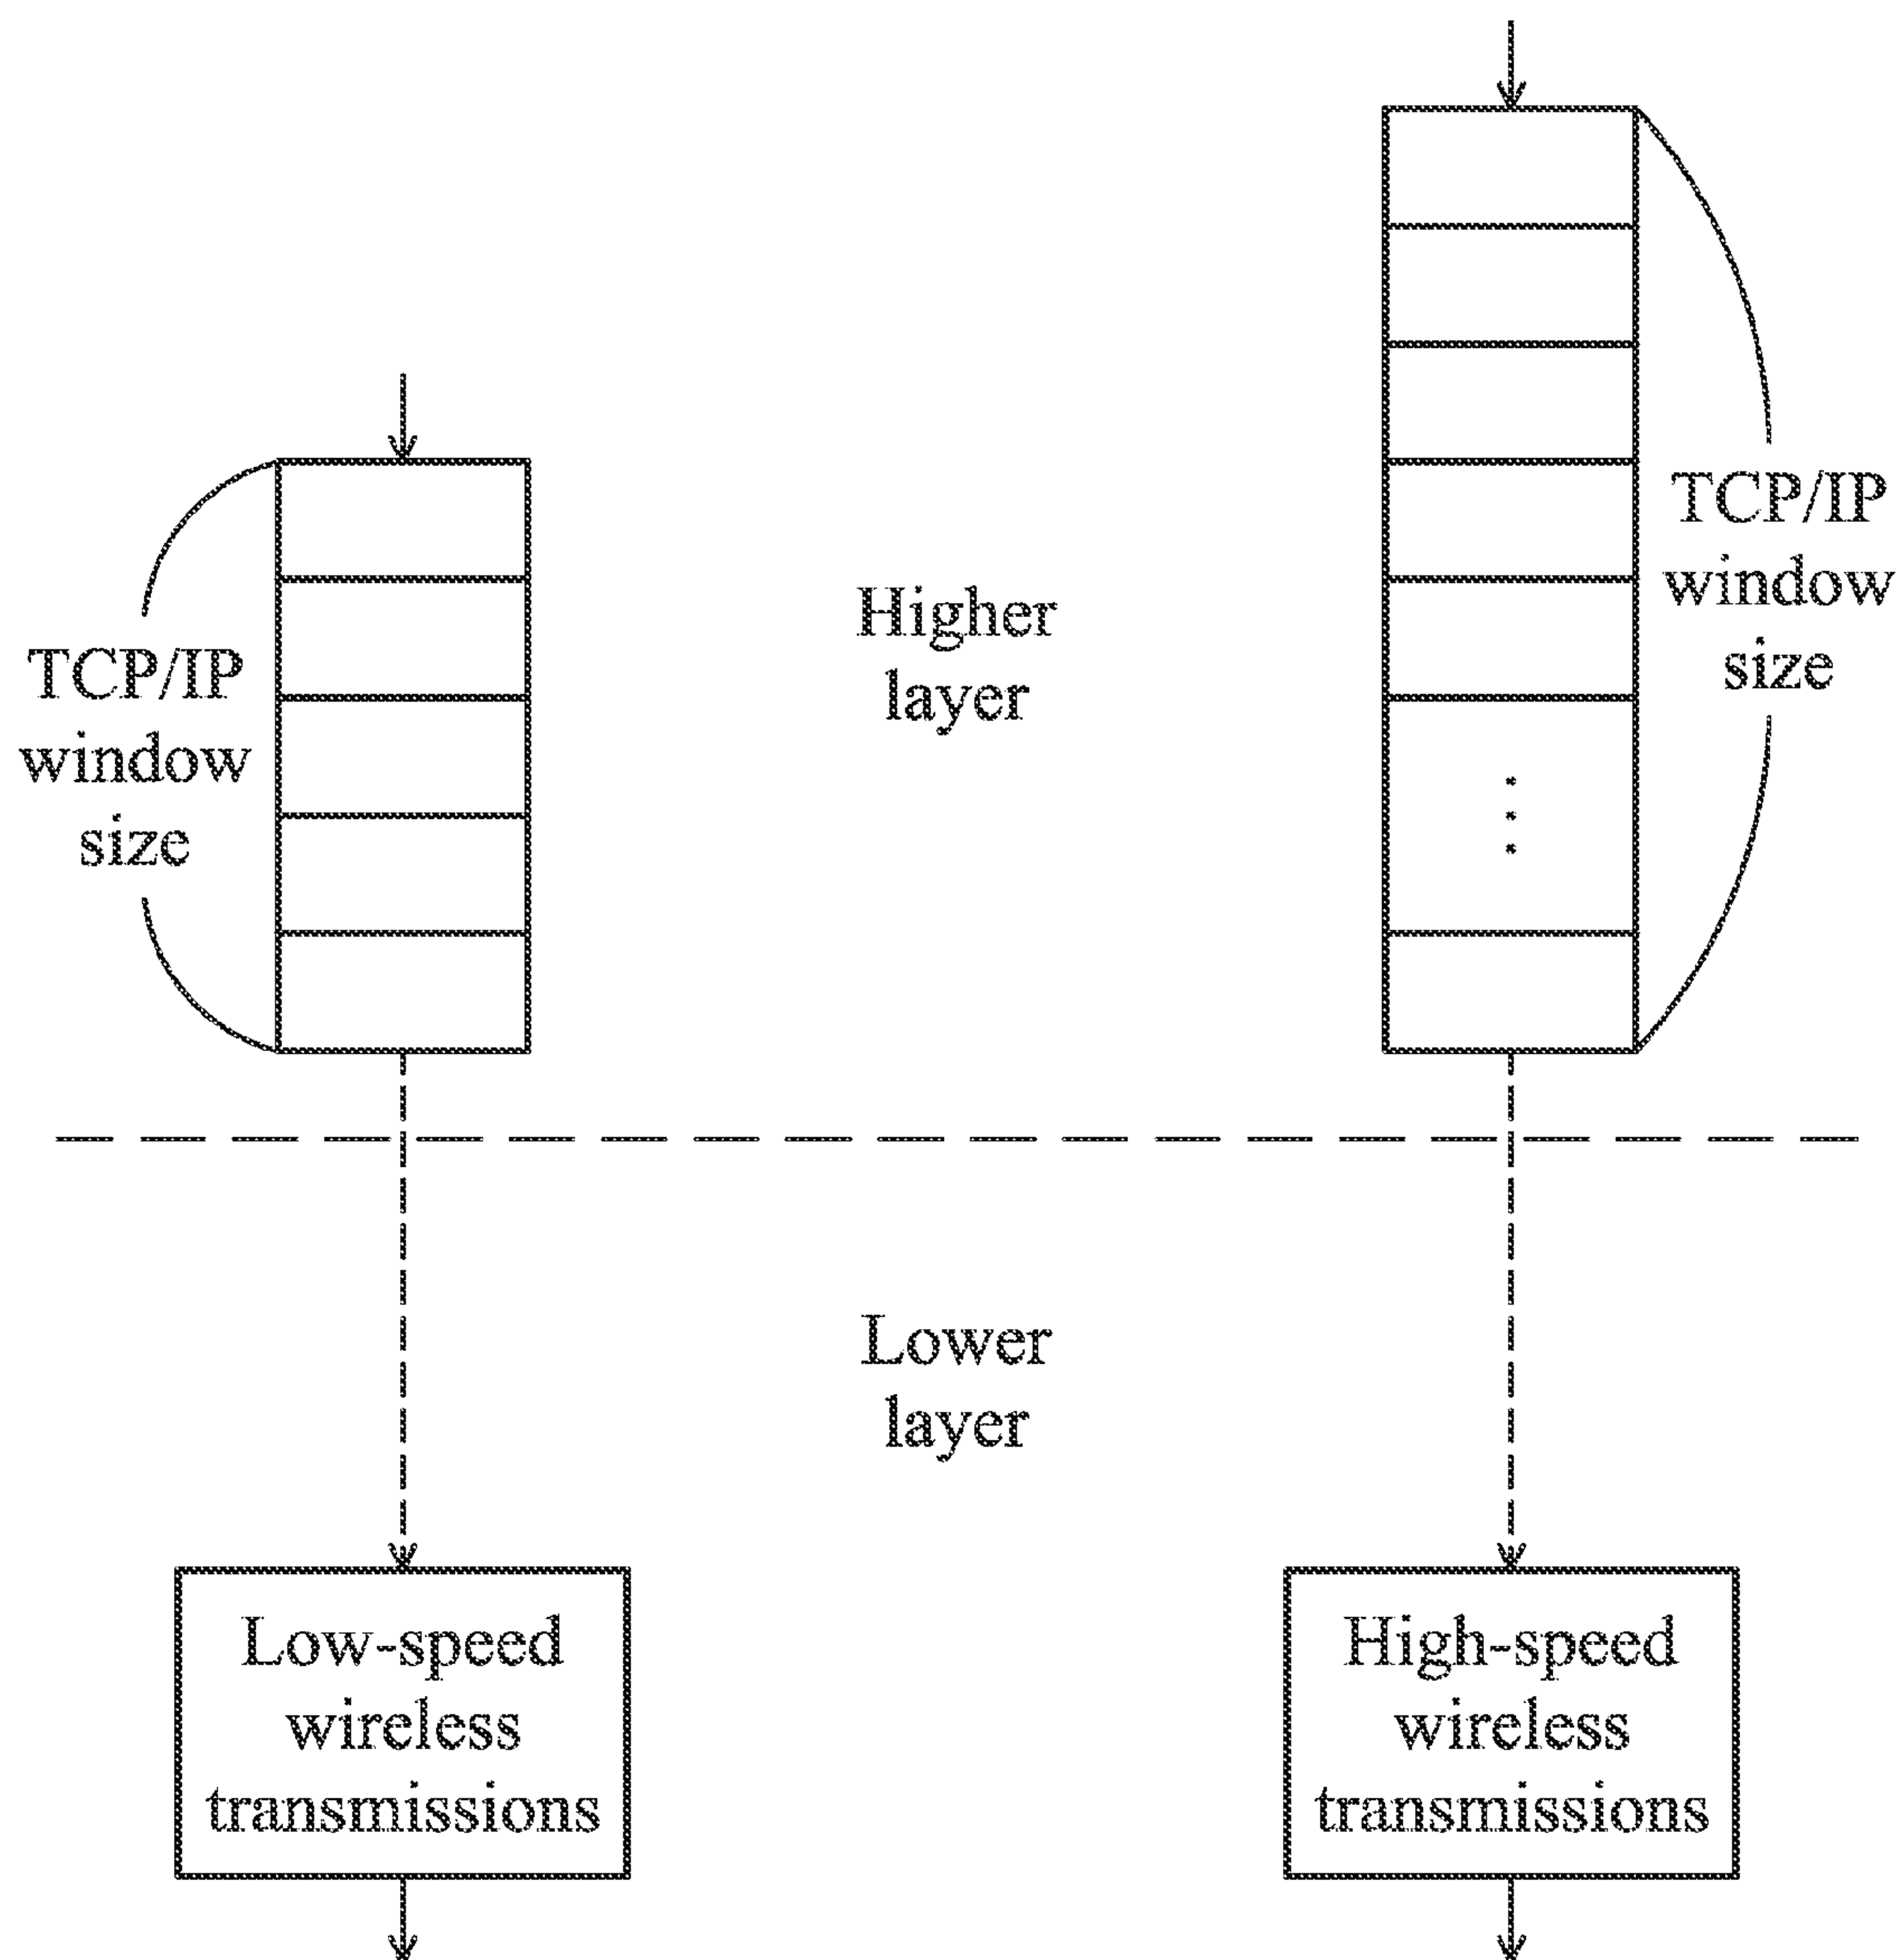 TCP/IP
window
size
Higher
layer
TCP/IP
window
size
Lower
layer
Low-speed
wireless
transmissions
High-speed
wireless
transmissions